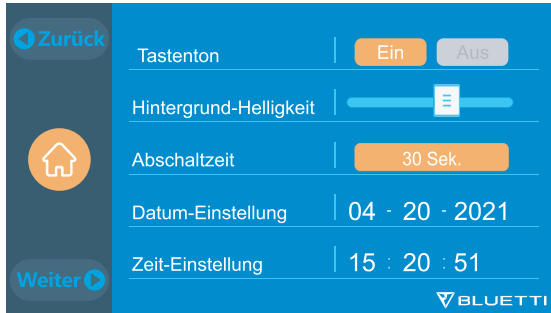 Zurück
Tastenton Ein Aus
Hintergrund-Helligkeit
Abschaltzeit 30 Sek.
Datum-Einstellung 04 - 20 - 2021
Zeit-Einstellung 15 : 20 : 51
Weiter
BLUETTI